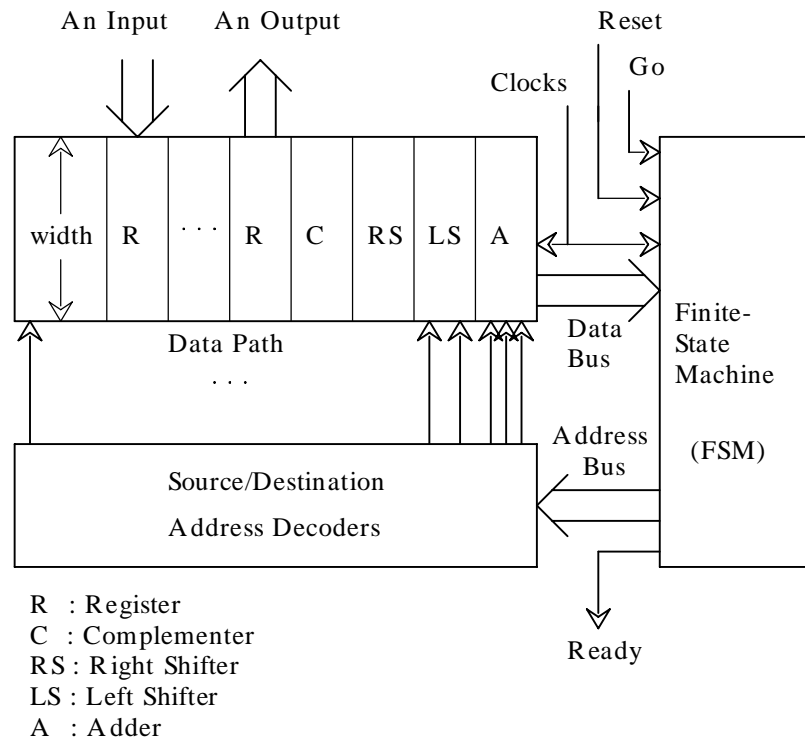 An Input
An Output
Reset
Go
Clocks
width
R
. . .
R
C
RS
LS
A
Data Path
. . .
Data
Bus
Finite-
State
Machine
(FSM)
Address
Bus
Source/Destination
Address Decoders
Ready
R : Register
C : Complementer
RS : Right Shifter
LS : Left Shifter
A : Adder